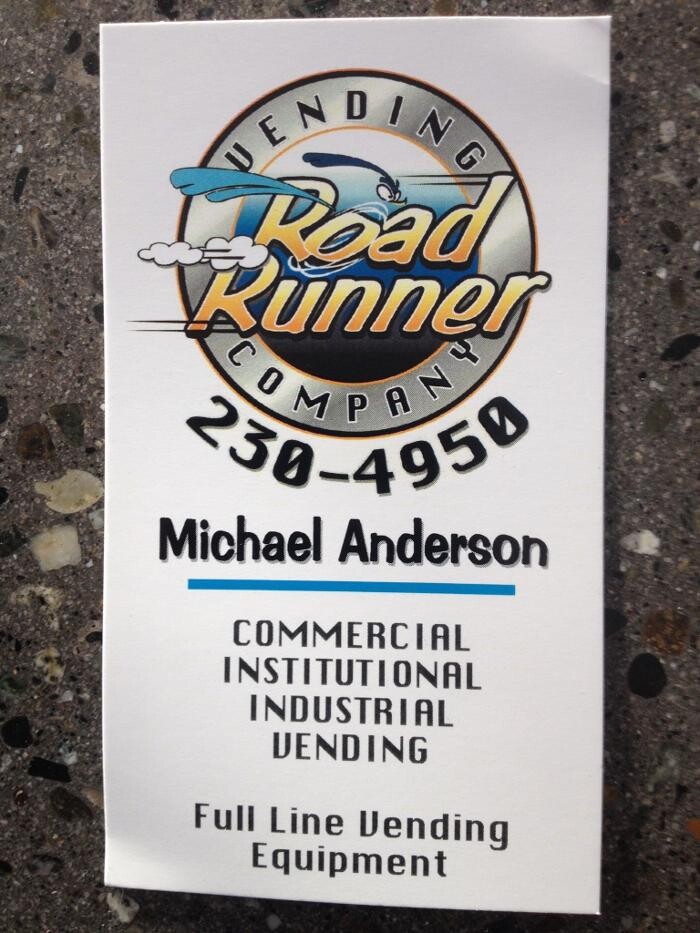 VENDING
Road
Runner
COMPANY
230-4950
Michael Anderson
COMMERCIAL
INSTITUTIONAL
INDUSTRIAL
VENDING
Full Line Vending
Equipment